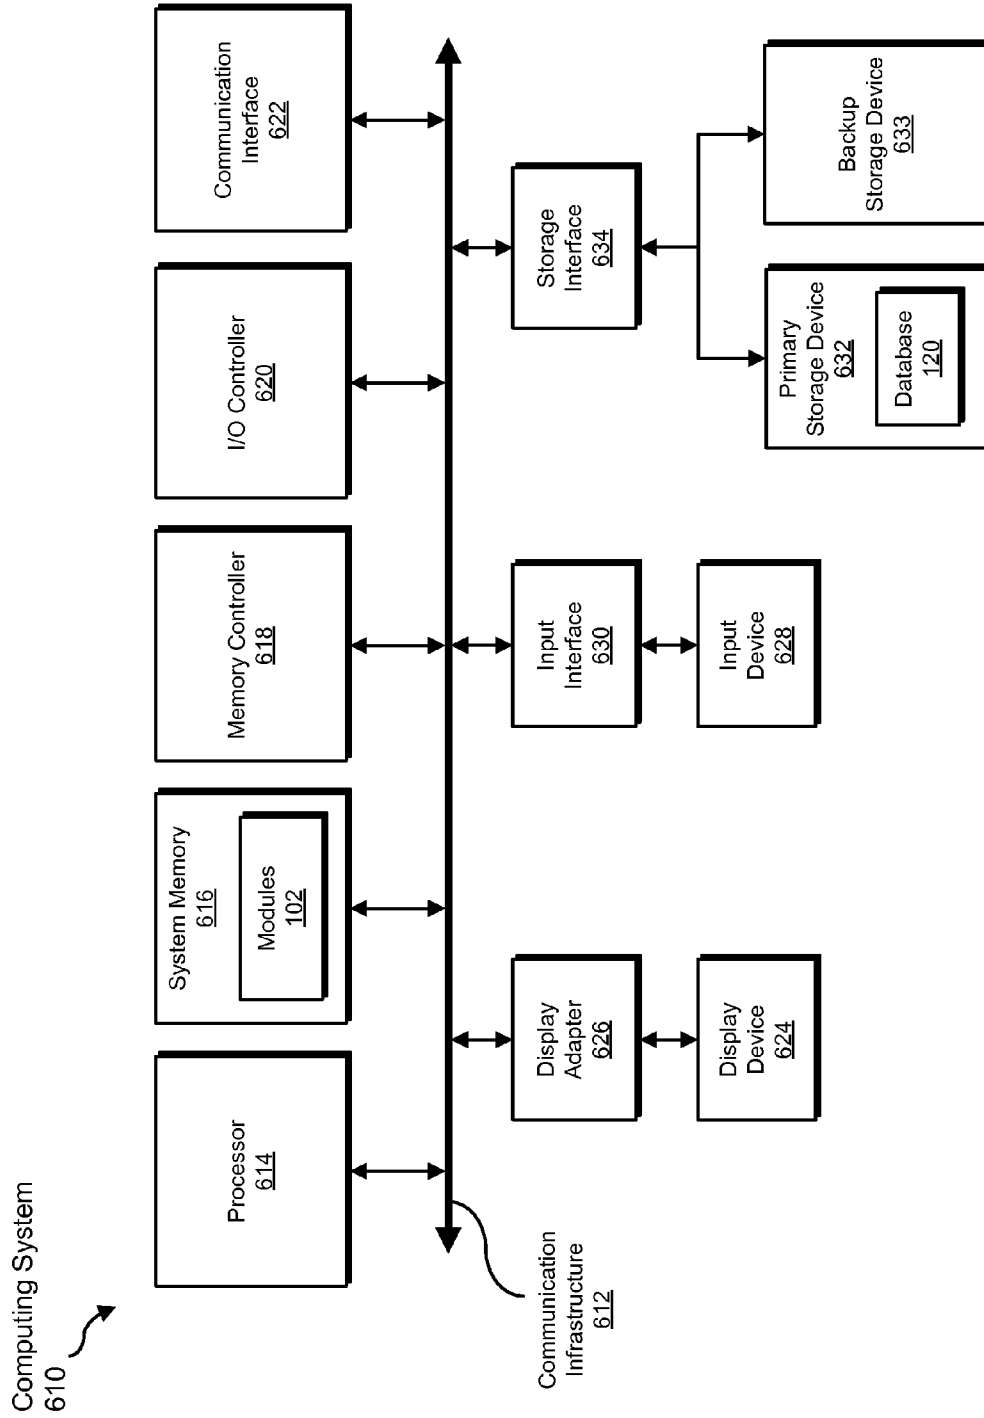 Computing System
610
Processor
614
System Memory
616
Modules
102
Memory Controller
618
I/O Controller
620
Communication
Interface
622
Communication
Infrastructure
612
Display
Adapter
626
Input
Interface
630
Storage
Interface
634
Display
Device
624
Input
Device
628
Primary
Storage Device
632
Database
120
Backup
Storage Device
633